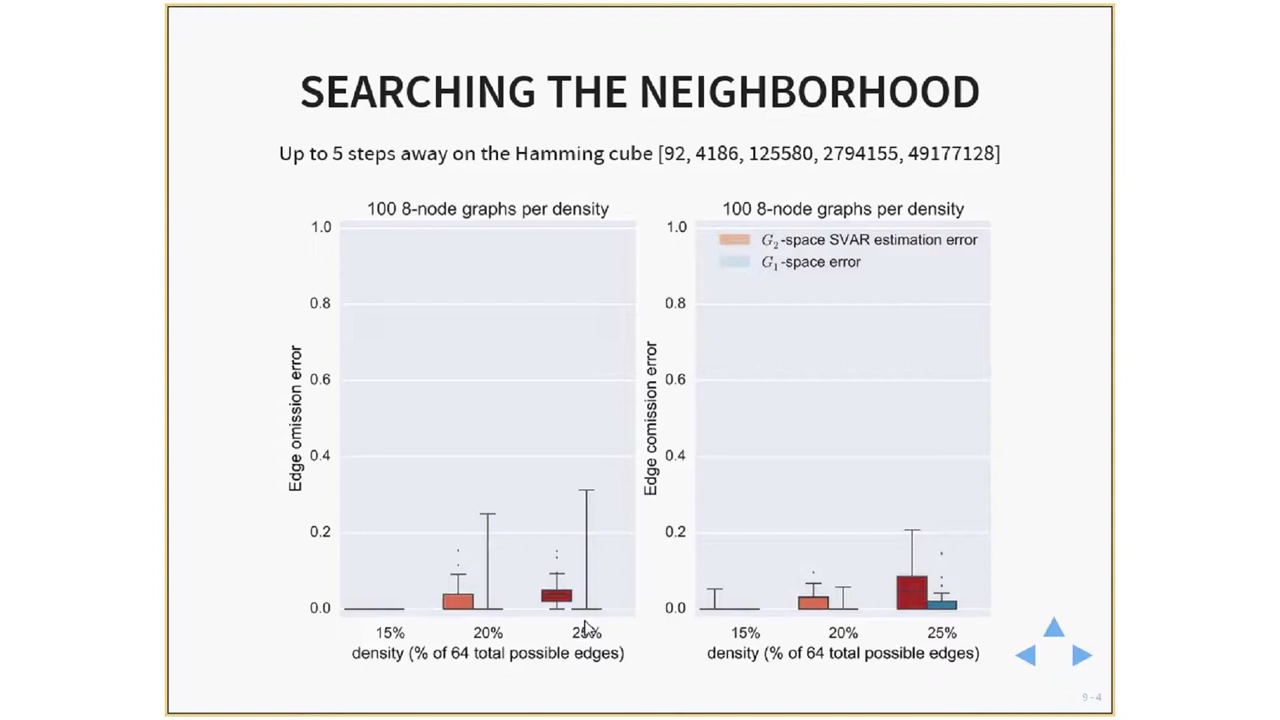 SEARCHING THE NEIGHBORHOOD
Up to 5 steps away on the Hamming cube [92, 4186, 125580, 2794155, 49177128]
100 8-node graphs per density
1.0
0.8
0.6
0.4
0.2
0.0
Edge omission error
15% 20% 25%
density (% of 64 total possible edges)
100 8-node graphs per density
G₂-space SVAR estimation error
G₁-space error
1.0
0.8
0.6
0.4
0.2
0.0
Edge comission error
15% 20% 25%
density (% of 64 total possible edges)
9 - 4